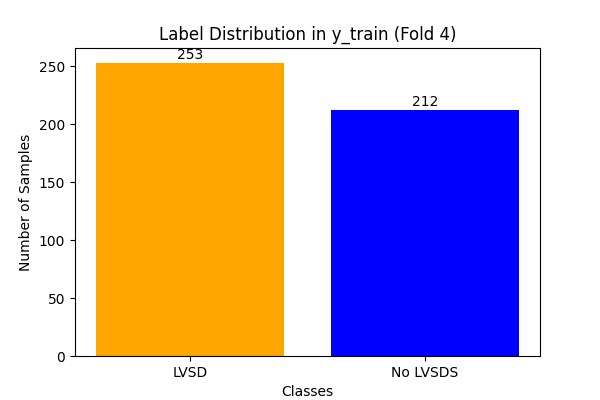 Label Distribution in y_train (Fold 4)
253
212
250
200
150
100
50
0
Number of Samples
LVSD
No LVSDS
Classes